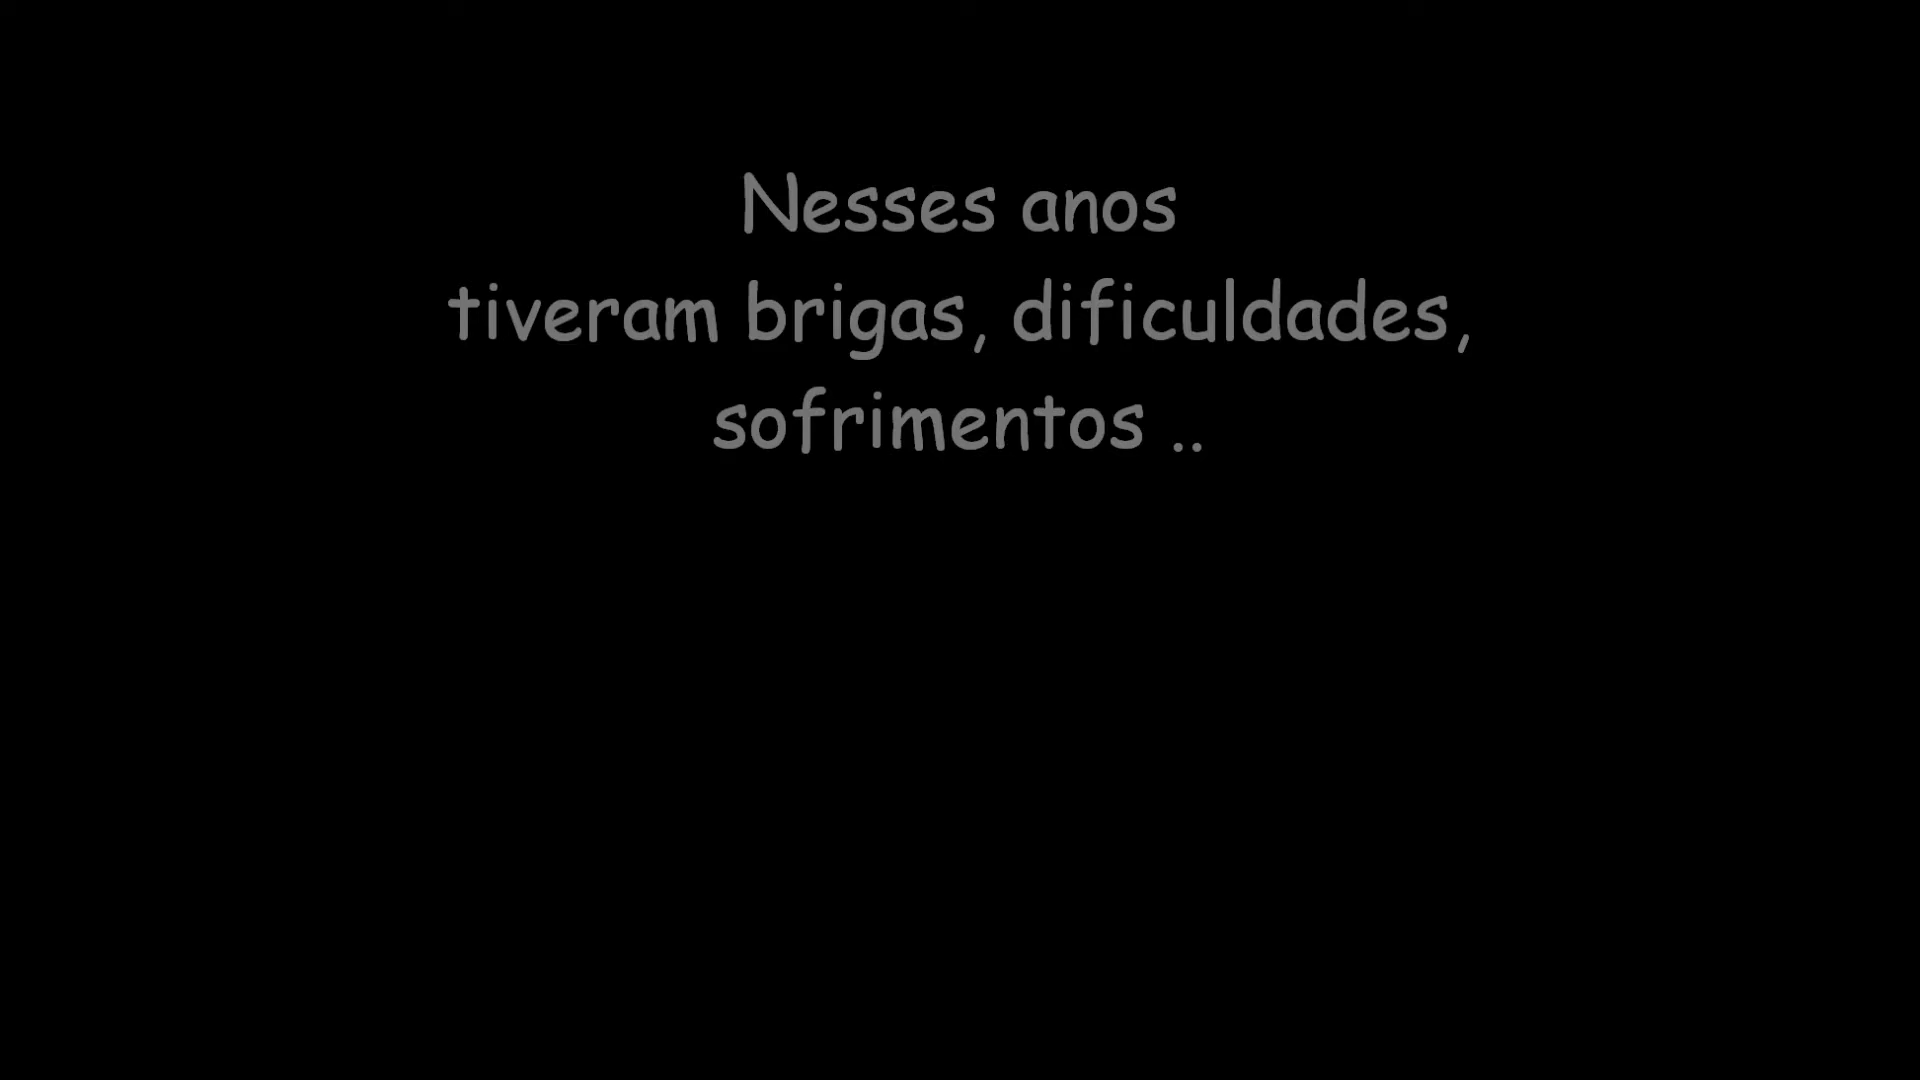 Nesses anos
tiveram brigas, dificuldades,
sofrimentos ..